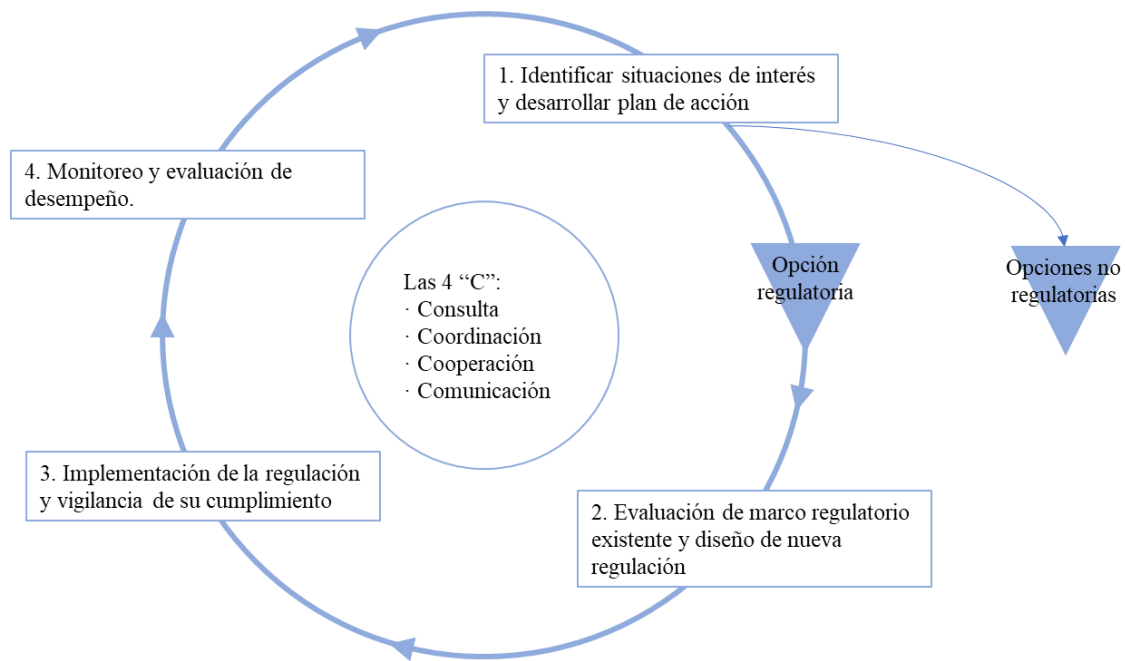 1. Identificar situaciones de interés
y desarrollar plan de acción
4. Monitoreo y evaluación de
desempeño.
Opción
regulatoria
Opciones no
regulatorias
Las 4 “C”:
· Consulta
· Coordinación
· Cooperación
· Comunicación
3. Implementación de la regulación
y vigilancia de su cumplimiento
2. Evaluación de marco regulatorio
existente y diseño de nueva
regulación